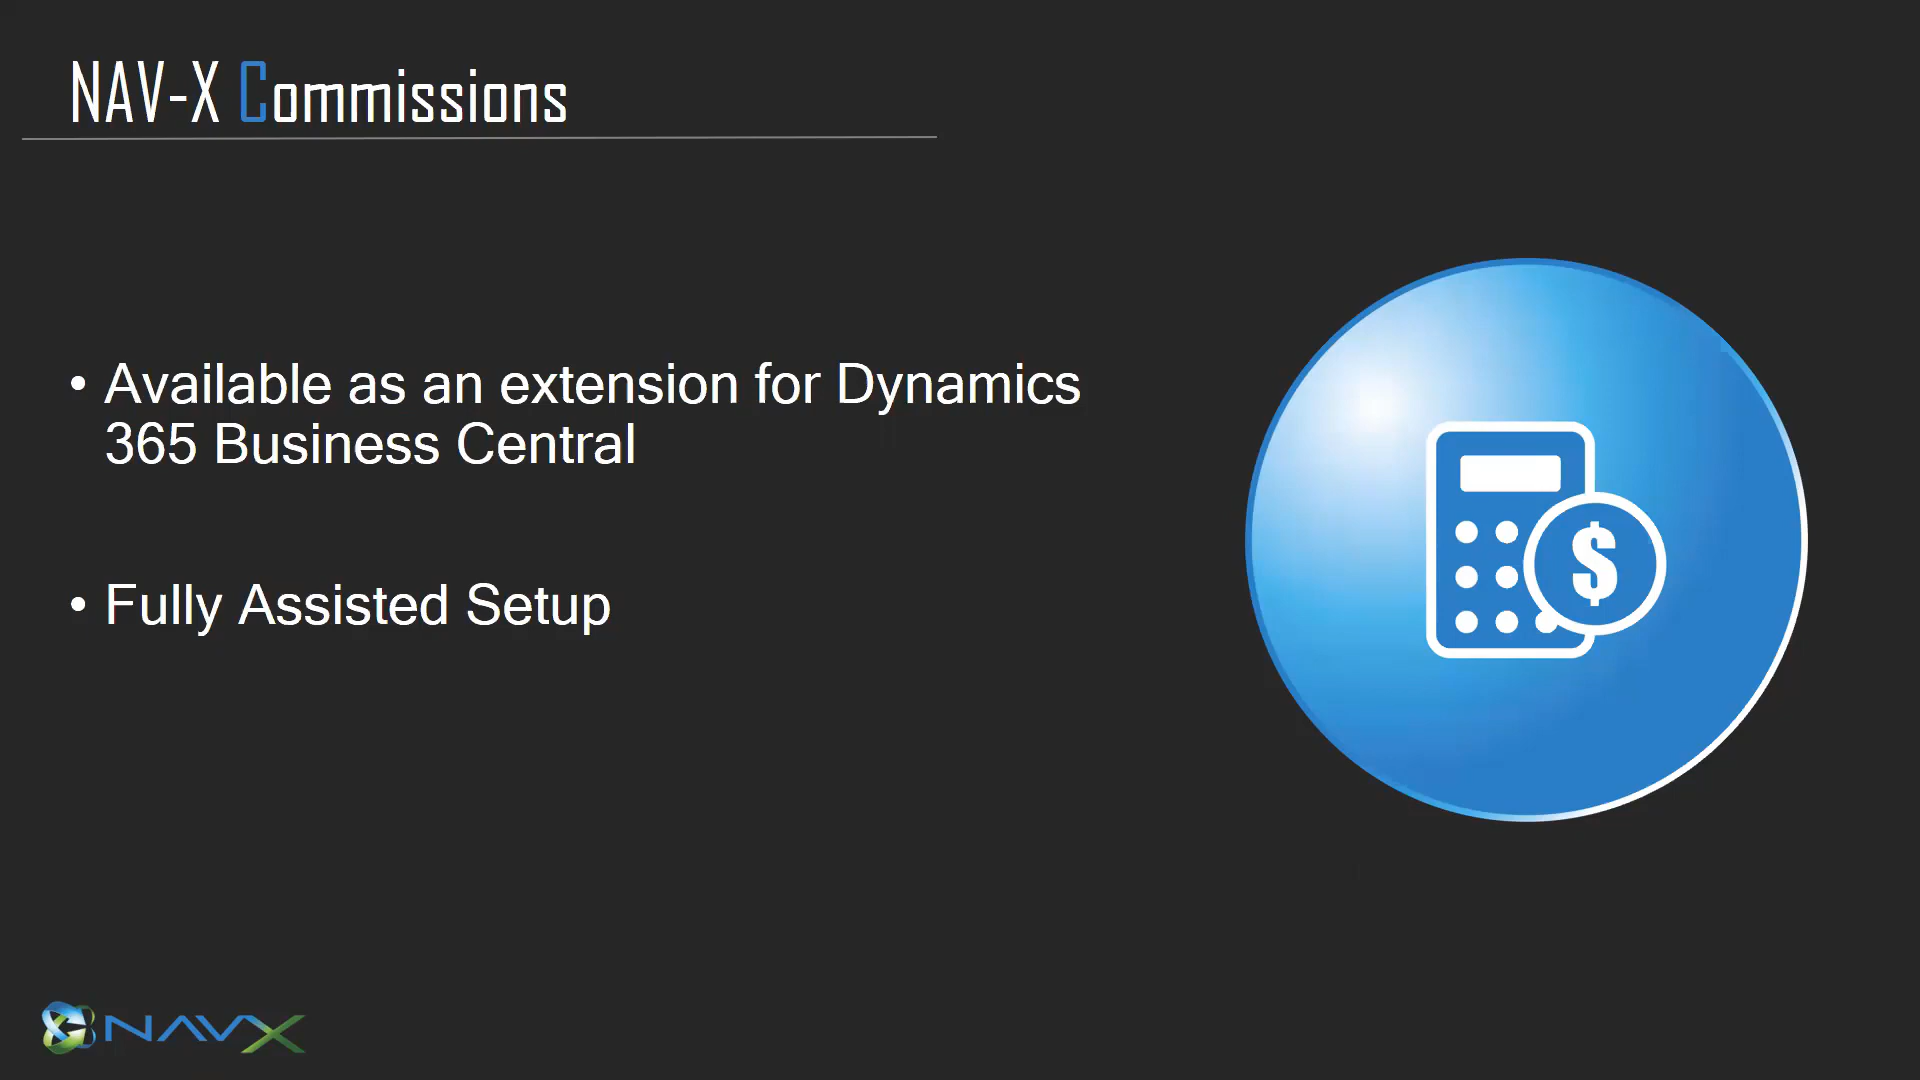 NAV-X Commissions
• Available as an extension for Dynamics
365 Business Central
• Fully Assisted Setup
$
NAVX